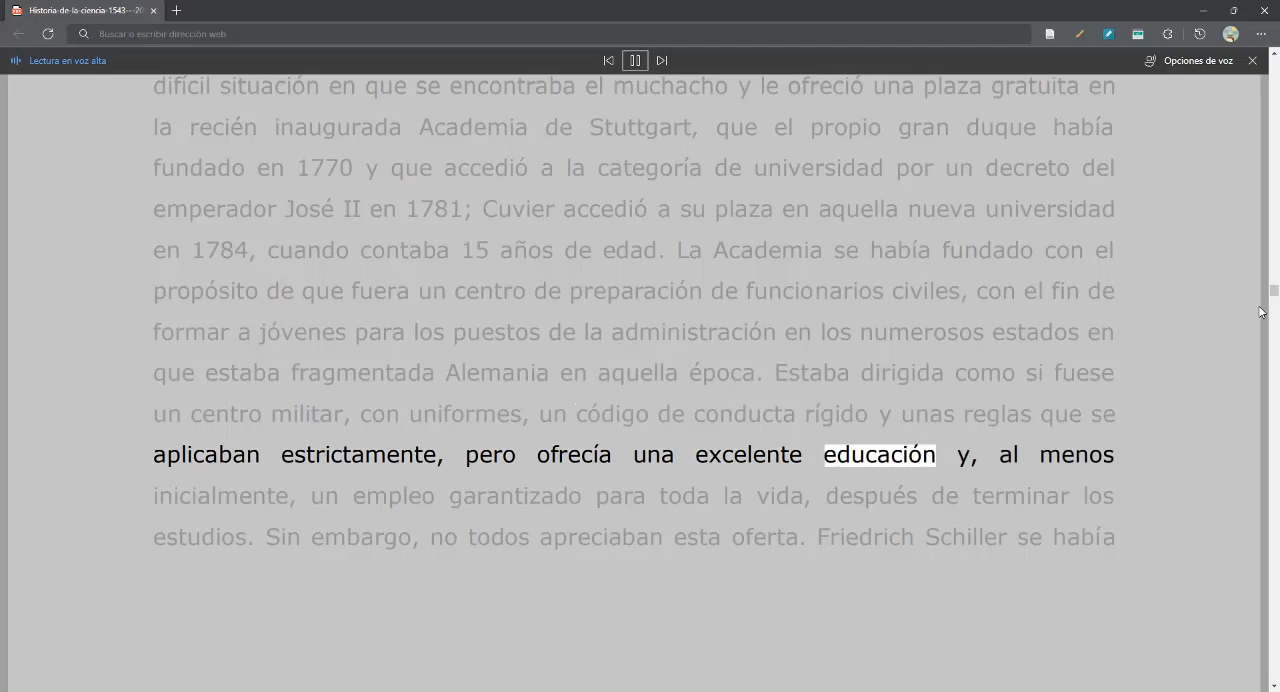 Historia-de-la-ciencia-1543---20
Buscar o escribir dirección web
Lectura en voz alta
Opciones de voz
difícil situación en que se encontraba el muchacho y le ofreció una plaza gratuita en
la recién inaugurada Academia de Stuttgart, que el propio gran duque había
fundado en 1770 y que accedió a la categoría de universidad por un decreto del
emperador José II en 1781; Cuvier accedió a su plaza en aquella nueva universidad
en 1784, cuando contaba 15 años de edad. La Academia se había fundado con el
propósito de que fuera un centro de preparación de funcionarios civiles, con el fin de
formar a jóvenes para los puestos de la administración en los numerosos estados en
que estaba fragmentada Alemania en aquella época. Estaba dirigida como si fuese
un centro militar, con uniformes, un código de conducta rígido y unas reglas que se
aplicaban estrictamente, pero ofrecía una excelente educación y, al menos
inicialmente, un empleo garantizado para toda la vida, después de terminar los
estudios. Sin embargo, no todos apreciaban esta oferta. Friedrich Schiller se había